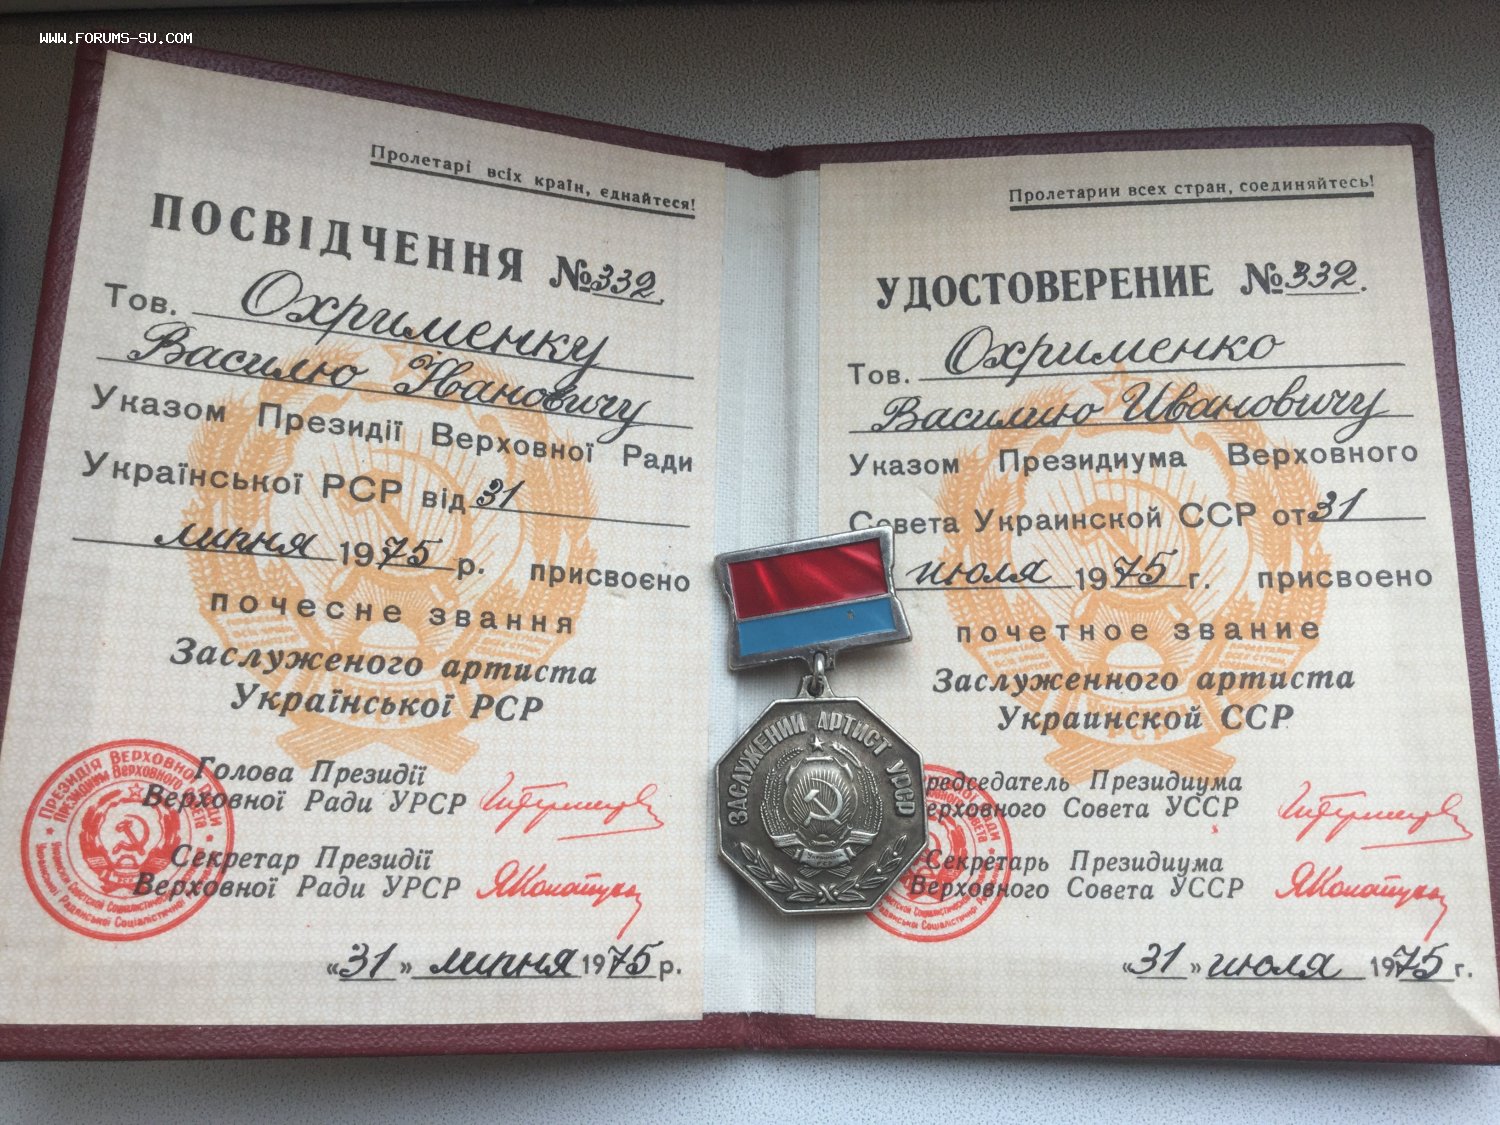 WWW.FORUMS-SU.COM
Пролетарі всіх країн, єднайтеся!
ПОСВІДЧЕННЯ №332
Тов. Охрименку
Василю Івановичу
Указом Президії Верховної Ради
Української РСР від 31
липня 1975 р. присвоєно
почесне звання
Заслуженого артиста
Української РСР
Голова Президії
Верховної Ради УРСР
Секретар Президії
Верховної Ради УРСР
«31» липня 1975 р.
Пролетарии всех стран, соединяйтесь!
УДОСТОВЕРЕНИЕ №332.
Тов. Охрименко
Василию Ивановичу
Указом Президиума Верховного
Совета Украинской ССР от 31
июля 1975 г. присвоено
почетное звание
Заслуженного артиста
Украинской ССР
редседатель Президиума
ерховного Совета УССР
Секретарь Президиума
Верховного Совета УССР
«31» июля 1975 г.
ЗАСЛУЖЕНИЙ АРТИСТ УРСР